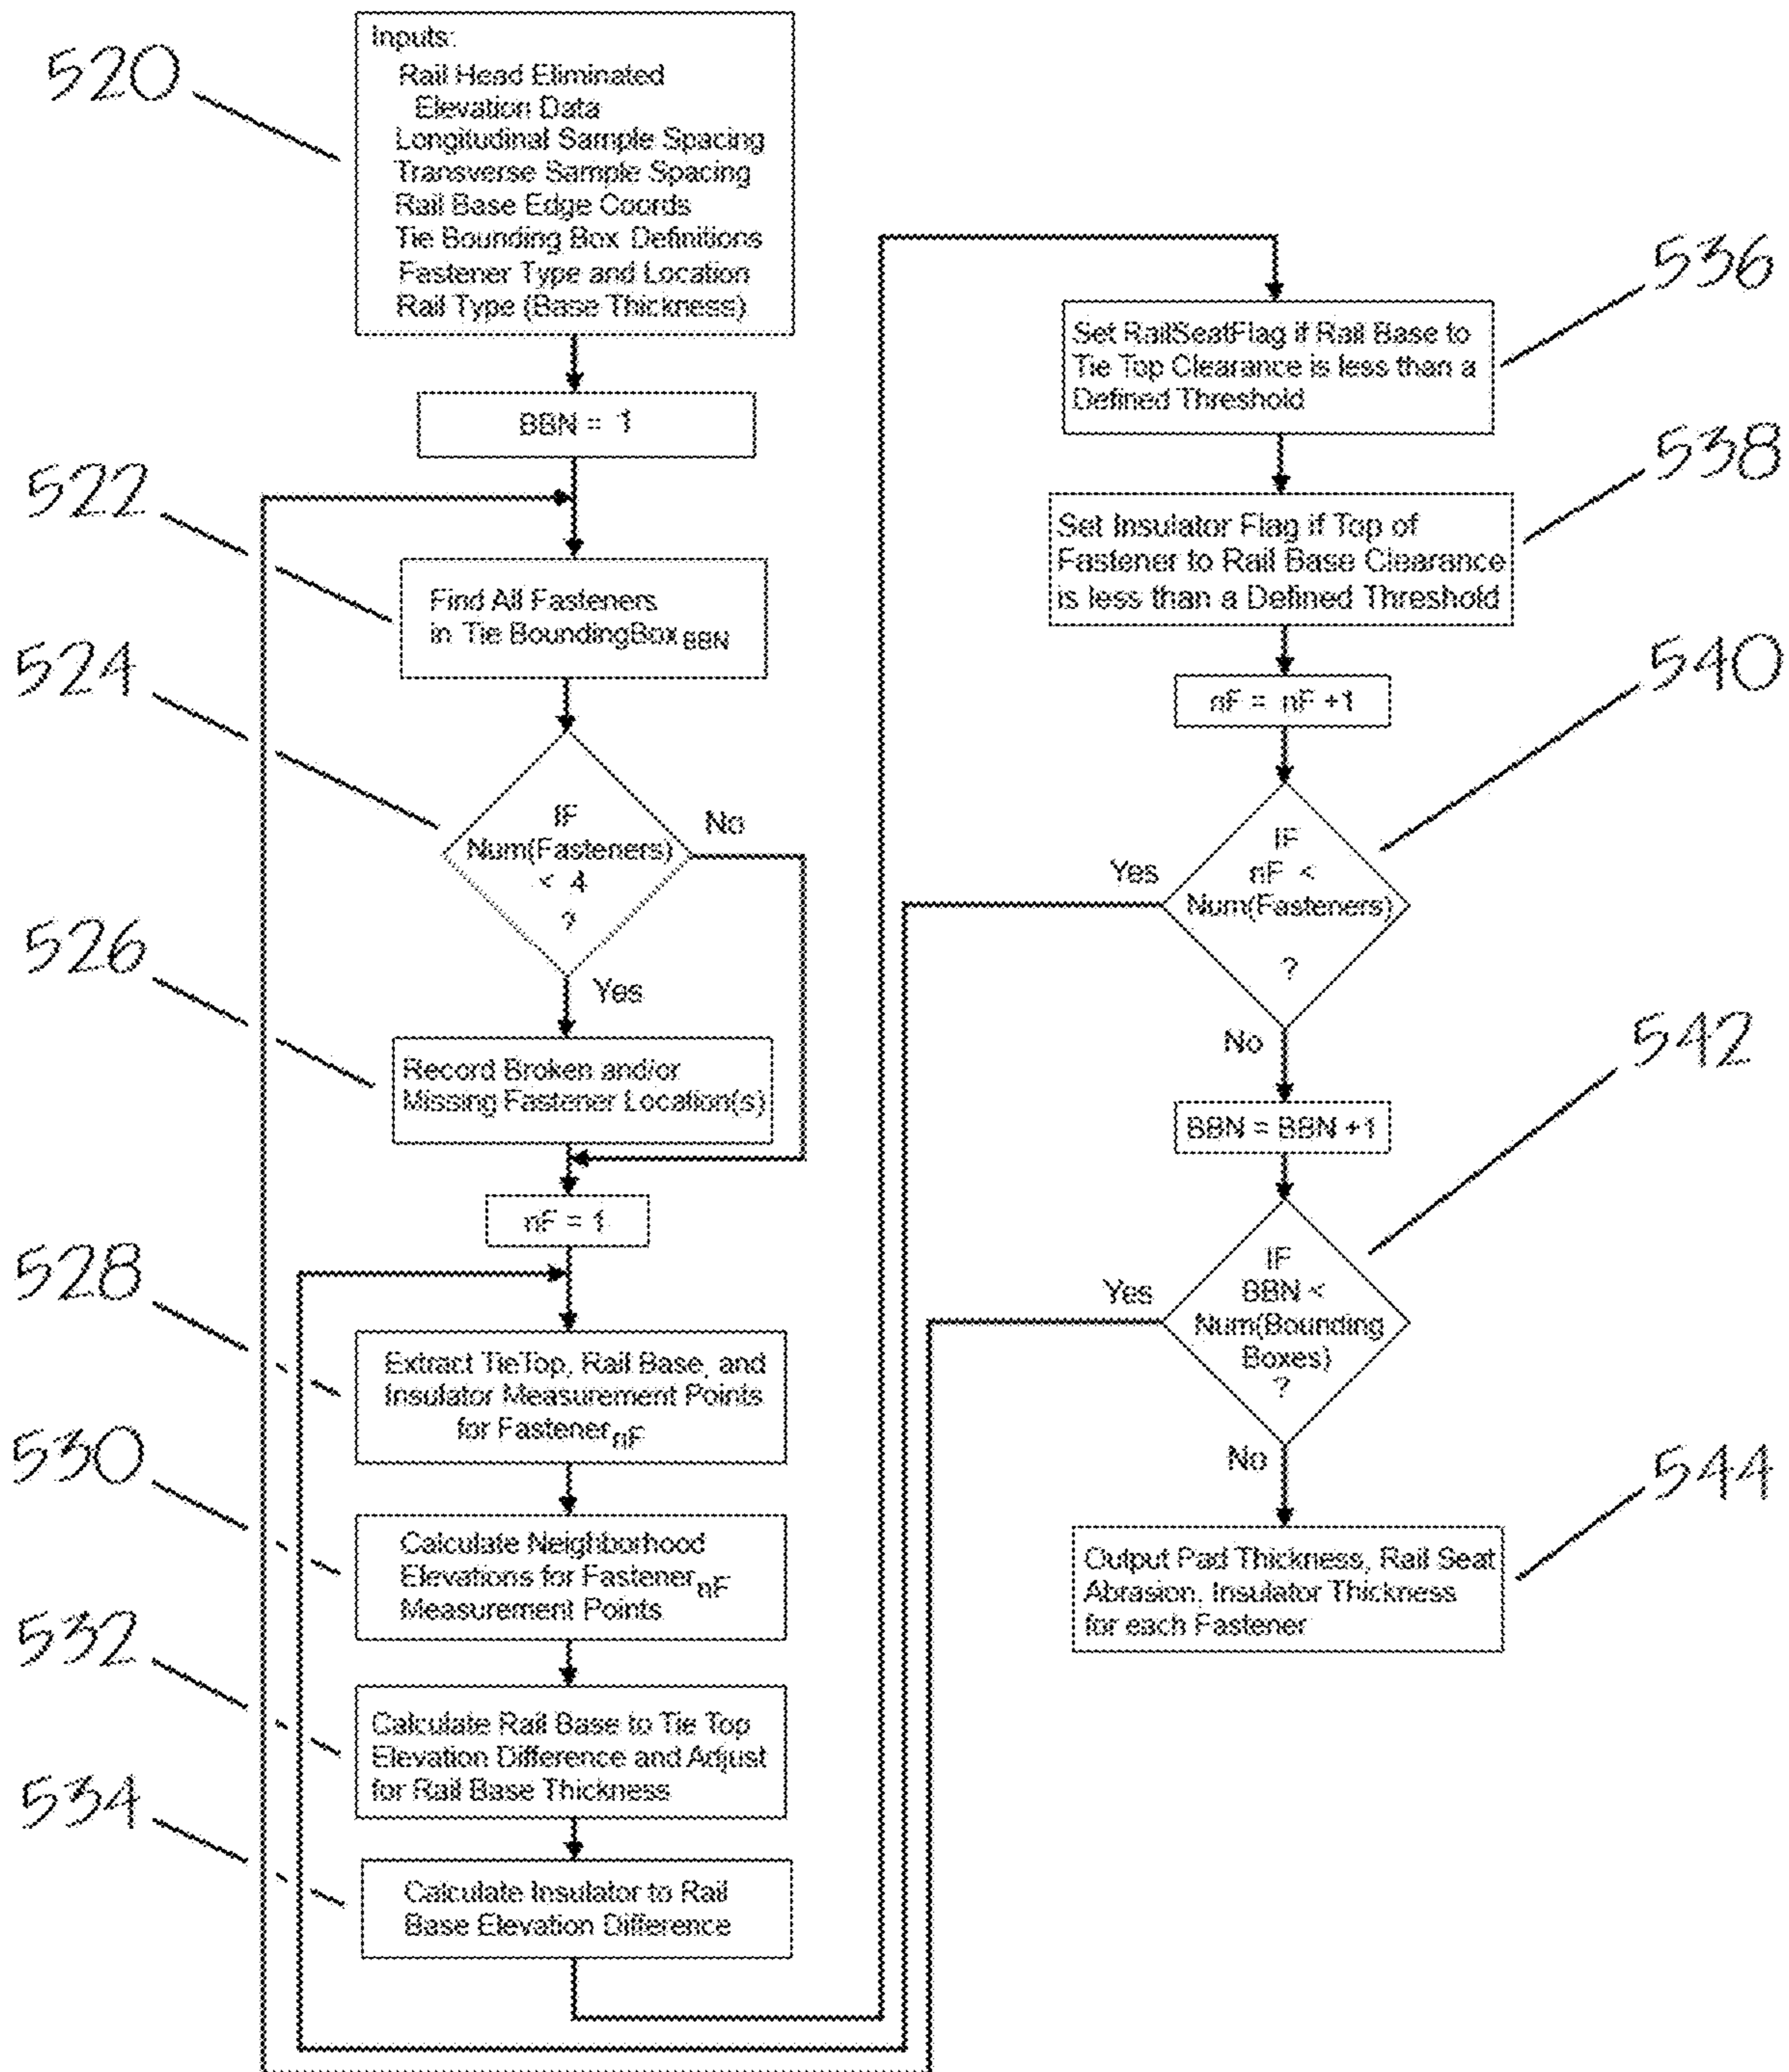 520
Inputs:
Rail Head Eliminated
Elevation Data
Longitudinal Sample Spacing
Transverse Sample Spacing
Rail Base Edge Coords
Tie Bounding Box Definitions
Fastener Type and Location
Rail Type (Base Thickness)
BBN = 1
522
Find All Fasteners
in Tie BoundingBox BBN
524
IF
Num(Fasteners)
< 4
?
No
Yes
526
Record Broken and/or
Missing Fastener Location(s)
nF = 1
528
Extract TieTop, Rail Base, and
Insulator Measurement Points
for Fastener nF
530
Calculate Neighborhood
Elevations for Fastener nF
Measurement Points
532
Calculate Rail Base to Tie Top
Elevation Difference and Adjust
for Rail Base Thickness
534
Calculate Insulator to Rail
Base Elevation Difference
536
Set RailSeatFlag if Rail Base to
Tie Top Clearance is less than a
Defined Threshold
538
Set Insulator Flag if Top of
Fastener to Rail Base Clearance
is less than a Defined Threshold
nF = nF +1
540
IF
nF <
Num(Fasteners)
?
Yes
No
BBN = BBN +1
542
IF
BBN <
Num(Bounding
Boxes)
?
Yes
No
544
Output Pad Thickness, Rail Seat
Abrasion, Insulator Thickness
for each Fastener